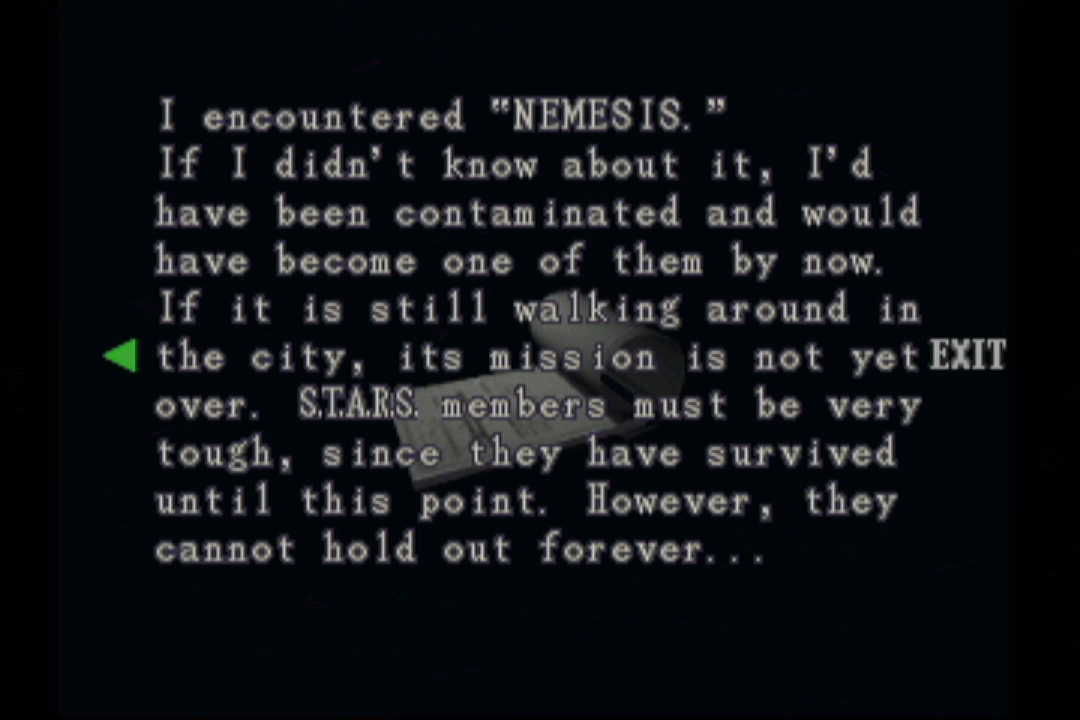 I encountered "NEMESIS."
If I didn't know about it, I'd
have been contaminated and would
have become one of them by now.
If it is still walking around in
the city, its mission is not yet
EXIT
over. S.T.A.R.S. members must be very
tough, since they have survived
until this point. However, they
cannot hold out forever...